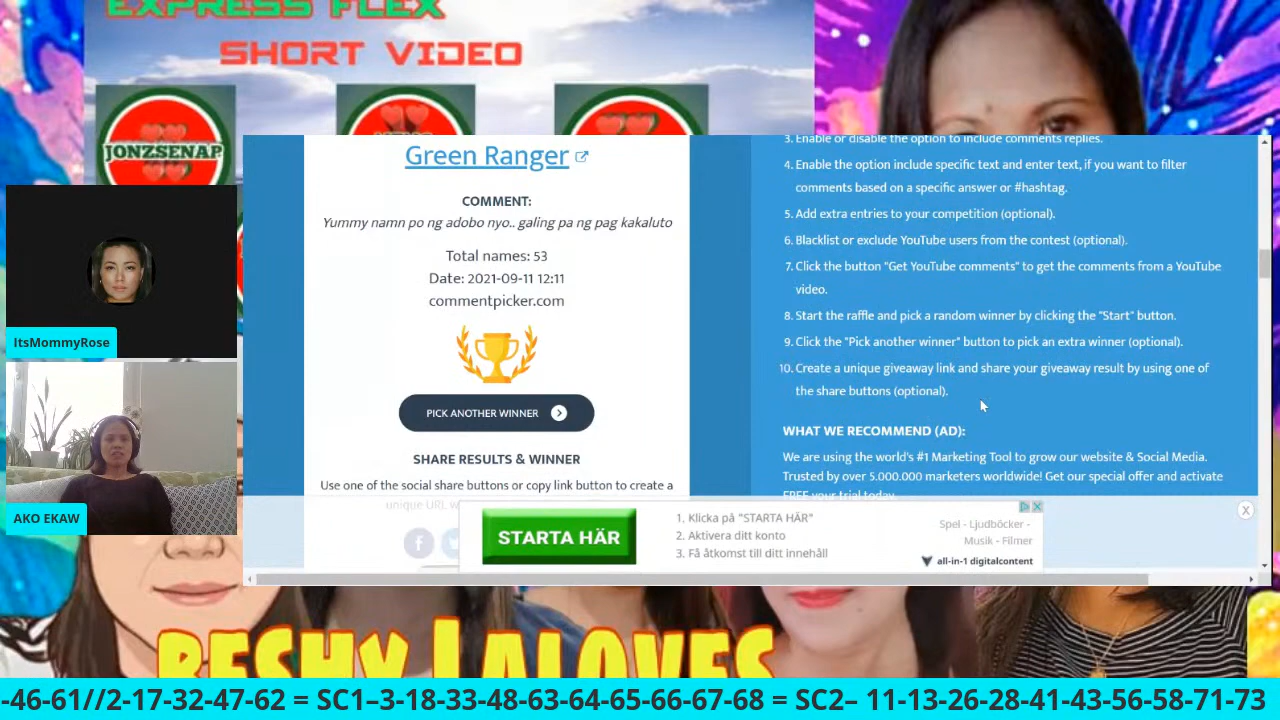 EXPRESS FLEX
SHORT VIDEO
JONZSENAP
Green Ranger
COMMENT:
Yummy namn po ng adobo nyo.. galing pa ng pag kakaluto
Total names: 53
Date: 2021-09-11 12:11
commentpicker.com
PICK ANOTHER WINNER
SHARE RESULTS & WINNER
Use one of the social share buttons or copy link button to create a
unique URL
3. Enable or disable the option to include comments replies.
4. Enable the option include specific text and enter text, if you want to filter
comments based on a specific answer or #hashtag.
5. Add extra entries to your competition (optional).
6. Blacklist or exclude YouTube users from the contest (optional).
7. Click the button "Get YouTube comments" to get the comments from a YouTube
video.
8. Start the raffle and pick a random winner by clicking the "Start" button.
9. Click the "Pick another winner" button to pick an extra winner (optional).
10. Create a unique giveaway link and share your giveaway result by using one of
the share buttons (optional).
WHAT WE RECOMMEND (AD):
We are using the world's #1 Marketing Tool to grow our website & Social Media.
Trusted by over 5.000.000 marketers worldwide! Get our special offer and activate
FREE your trial today.
STARTA HÄR
1. Klicka på "STARTA HÄR"
2. Aktivera ditt konto
3. Få åtkomst till ditt innehåll
Spel - Ljudböcker -
Musik - Filmer
all-in-1 digitalcontent
ItsMommyRose
AKO EKAW
BESHY LALOVES
-46-61//2-17-32-47-62 = SC1–3-18-33-48-63-64-65-66-67-68 = SC2– 11-13-26-28-41-43-56-58-71-73